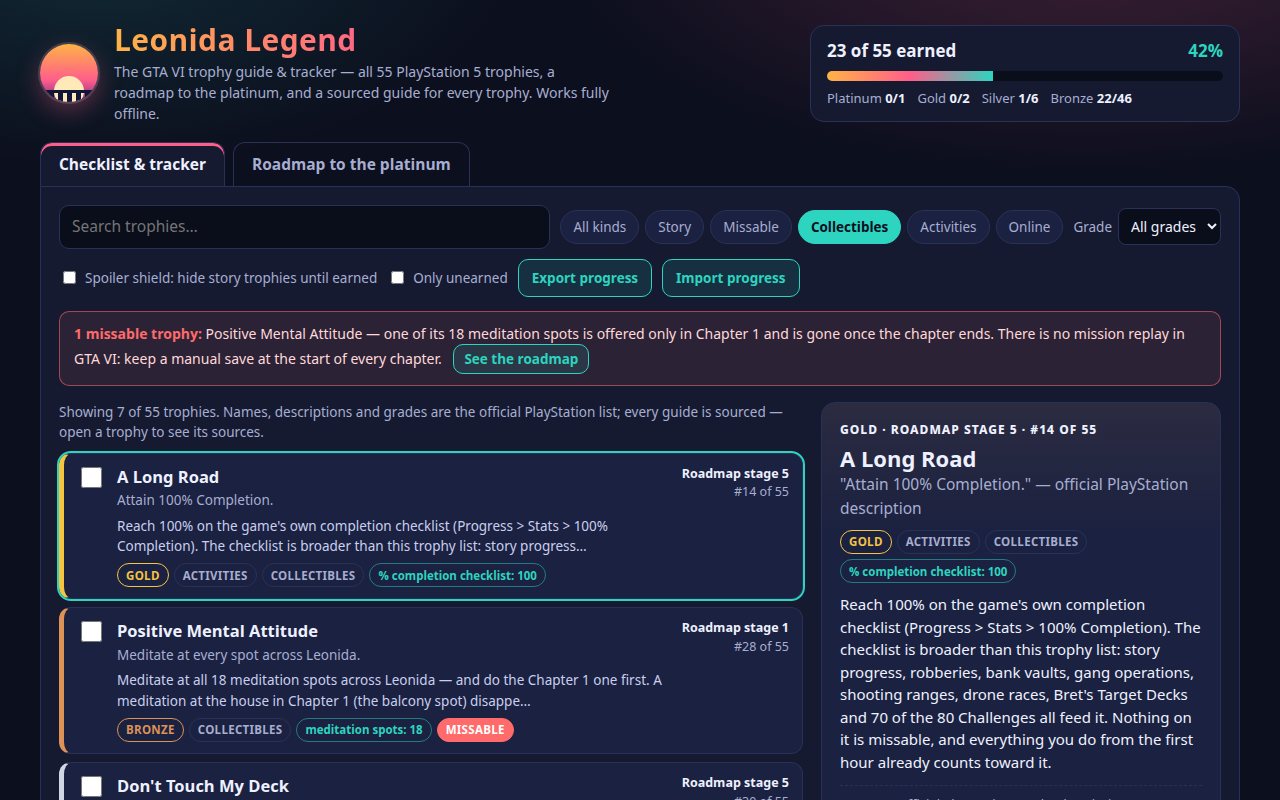 Leonida Legend
The GTA VI trophy guide & tracker — all 55 PlayStation 5 trophies, a
roadmap to the platinum, and a sourced guide for every trophy. Works fully
offline.
23 of 55 earned 42%
Platinum 0/1 Gold 0/2 Silver 1/6 Bronze 22/46
Checklist & tracker
Roadmap to the platinum
Search trophies...
All kinds Story Missable Collectibles Activities Online Grade All grades
Spoiler shield: hide story trophies until earned Only unearned Export progress Import progress
1 missable trophy: Positive Mental Attitude — one of its 18 meditation spots is offered only in Chapter 1 and is gone once the chapter ends. There is no mission replay in
GTA VI: keep a manual save at the start of every chapter. See the roadmap
Showing 7 of 55 trophies. Names, descriptions and grades are the official PlayStation list; every guide is sourced —
open a trophy to see its sources.
A Long Road
Roadmap stage 5
Attain 100% Completion.
#14 of 55
Reach 100% on the game's own completion checklist (Progress > Stats > 100%
Completion). The checklist is broader than this trophy list: story progress...
GOLD ACTIVITIES COLLECTIBLES % completion checklist: 100
Positive Mental Attitude
Roadmap stage 1
Meditate at every spot across Leonida.
#28 of 55
Meditate at all 18 meditation spots across Leonida — and do the Chapter 1 one first. A
meditation at the house in Chapter 1 (the balcony spot) disappe...
BRONZE COLLECTIBLES meditation spots: 18 MISSABLE
Don't Touch My Deck
Roadmap stage 5
GOLD · ROADMAP STAGE 5 · #14 OF 55
A Long Road
"Attain 100% Completion." — official PlayStation
description
GOLD ACTIVITIES COLLECTIBLES
% completion checklist: 100
Reach 100% on the game's own completion
checklist (Progress > Stats > 100% Completion). The
checklist is broader than this trophy list: story
progress, robberies, bank vaults, gang operations,
shooting ranges, drone races, Bret's Target Decks
and 70 of the 80 Challenges all feed it. Nothing on
it is missable, and everything you do from the first
hour already counts toward it.